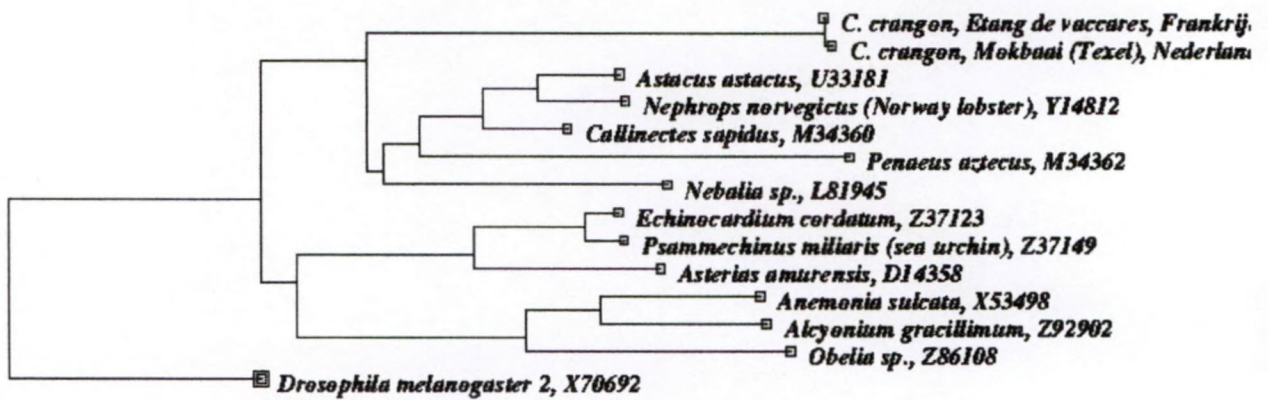 C. crangon, Etang de vaccares, Frankrij
C. crangon, Mokbaai (Texel), Nederlan
Astacus astacus, U33181
Nephrops norvegicus (Norway lobster), Y14812
Callinectes sapidus, M34360
Penaeus aztecus, M34362
Nebalia sp., L81945
Echinocardium cordatum, Z37123
Psammechinus miliaris (sea urchin), Z37149
Asterias amurensis, D14358
Anemonia sulcata, X53498
Alcyonium gracillimum, Z92902
Obelia sp., Z86108
Drosophila melanogaster 2, X70692